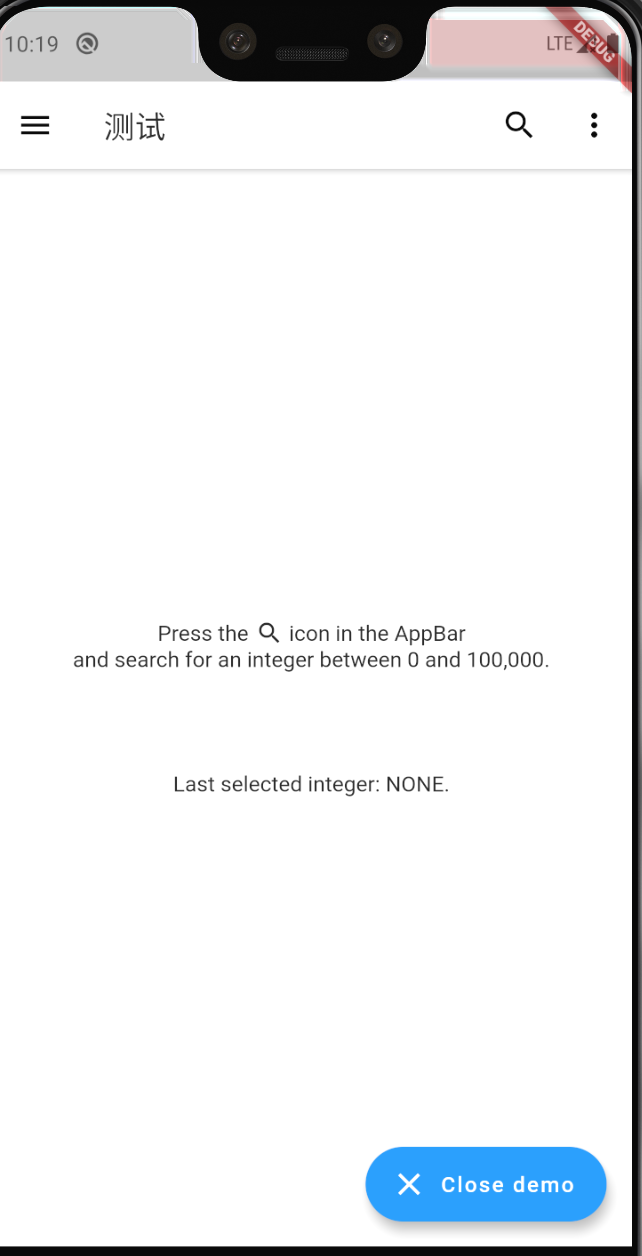 10:19
LTE
DEBUG
测试
Press the icon in the AppBar
and search for an integer between 0 and 100,000.
Last selected integer: NONE.
Close demo